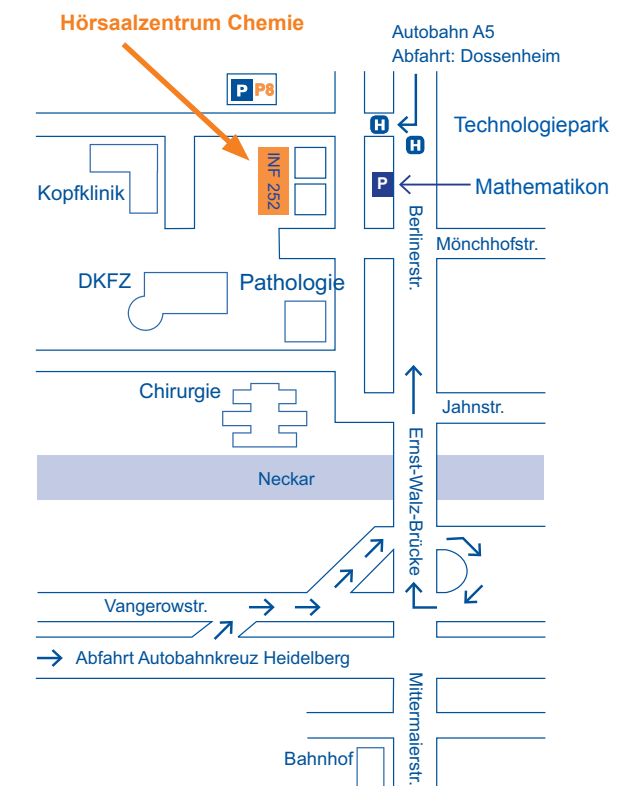 Hörsaalzentrum Chemie
Autobahn A5
Abfahrt: Dossenheim
P P8
H
H
Technologiepark
INF 252
Kopfklinik
P
Mathematikon
Berlinerstr.
Mönchhofstr.
DKFZ
Pathologie
Chirurgie
Jahnstr.
Ernst-Walz-Brücke
Neckar
Vangerowstr.
Abfahrt Autobahnkreuz Heidelberg
Mittermaierstr.
Bahnhof